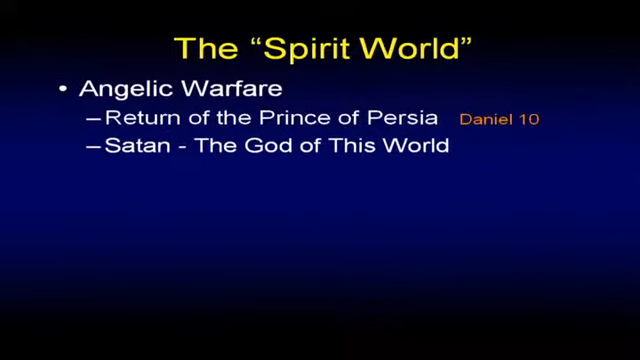 The “Spirit World”
• Angelic Warfare
–Return of the Prince of Persia Daniel 10
–Satan - The God of This World